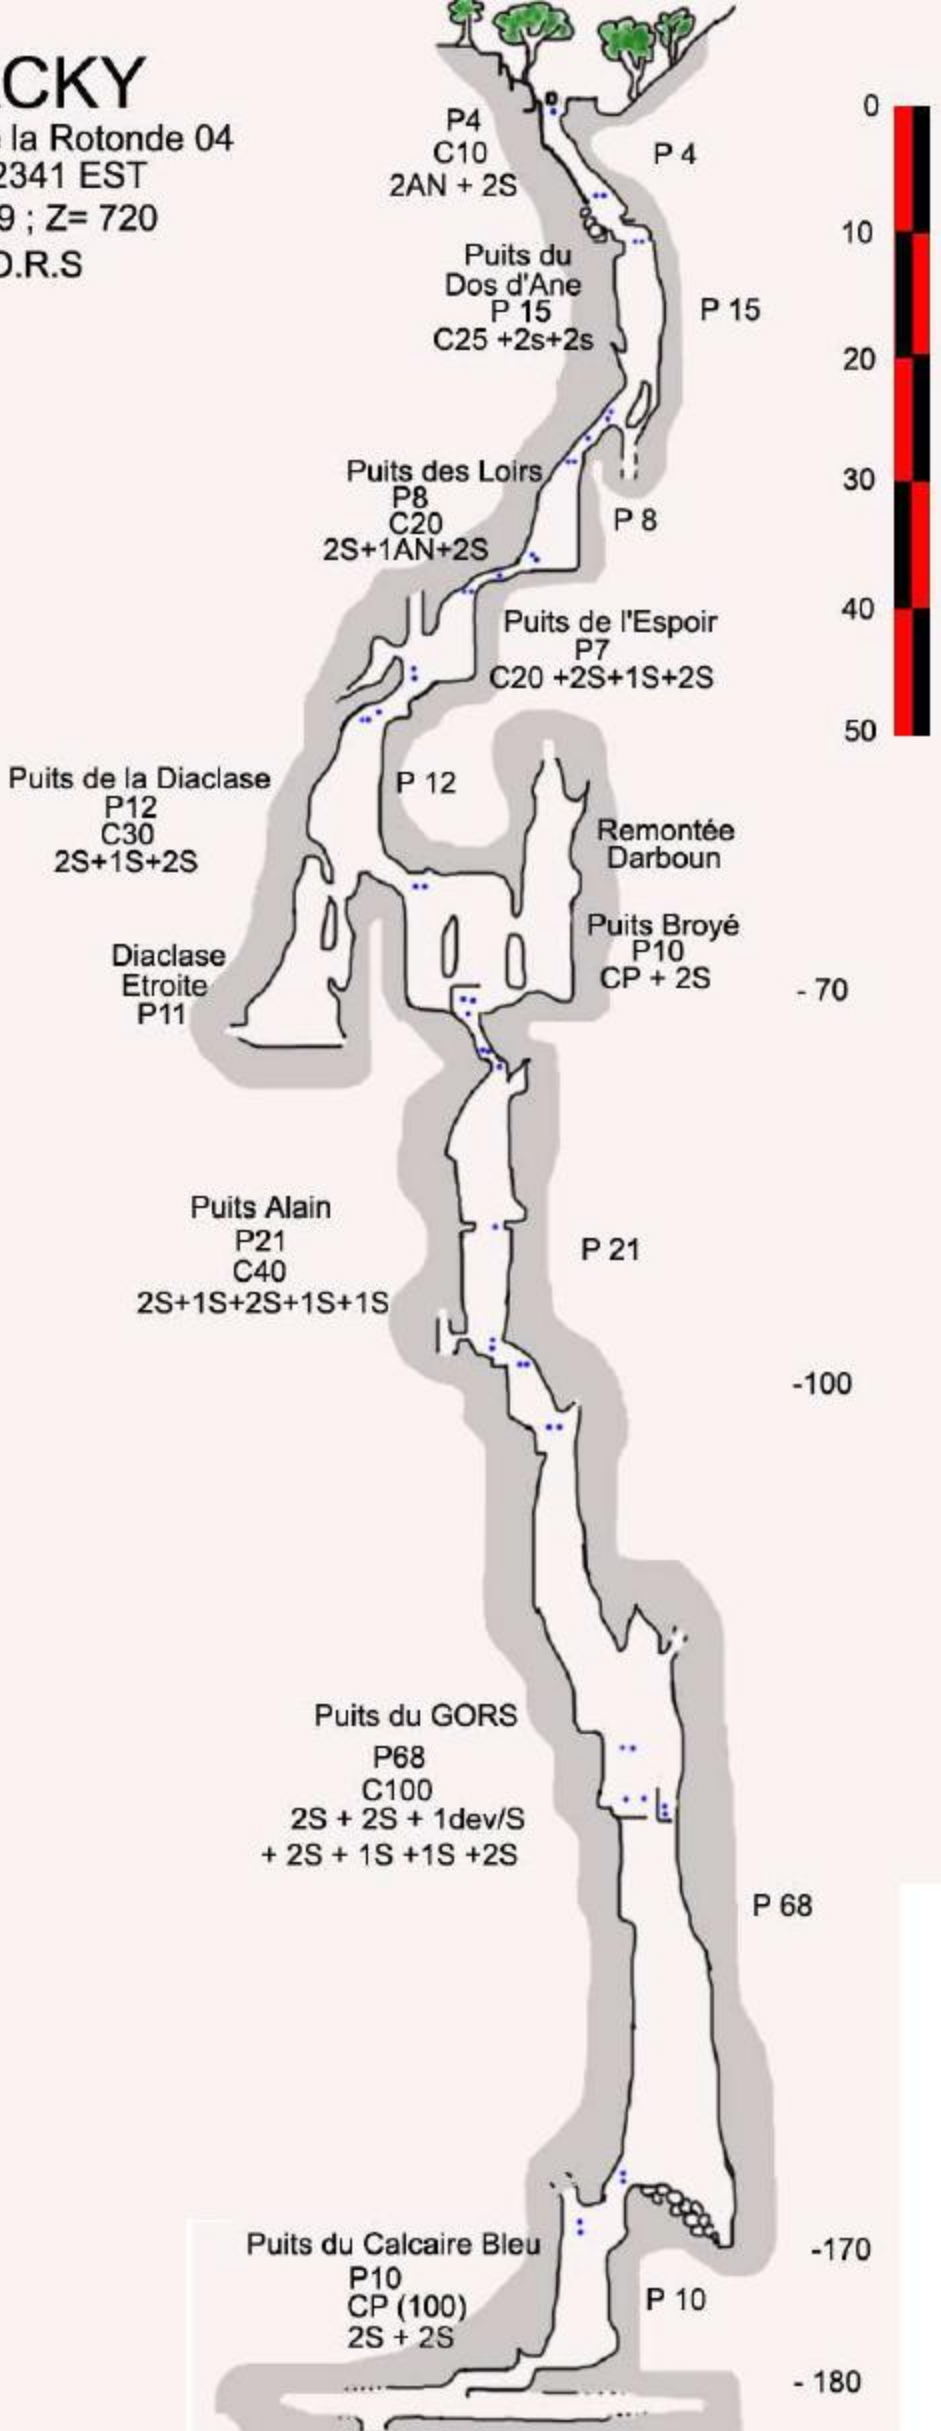 CKY
la Rotonde 04
2341 EST
9 ; Z= 720
O.R.S
P4
C10
2AN + 2S
P 4
0
10
20
30
40
50
Puits du
Dos d'Ane
P 15
C25 +2s+2s
P 15
Puits des Loirs
P8
C20
2S+1AN+2S
P 8
Puits de l'Espoir
P7
C20 +2S+1S+2S
Puits de la Diaclase
P12
C30
2S+1S+2S
P 12
Remontée
Darboun
Puits Broyé
P10
CP + 2S
Diaclase
Etroite
P11
- 70
Puits Alain
P21
C40
2S+1S+2S+1S+1S
P 21
-100
Puits du GORS
P68
C100
2S + 2S + 1dev/S
+ 2S + 1S +1S +2S
P 68
-170
Puits du Calcaire Bleu
P10
CP (100)
2S + 2S
P 10
- 180